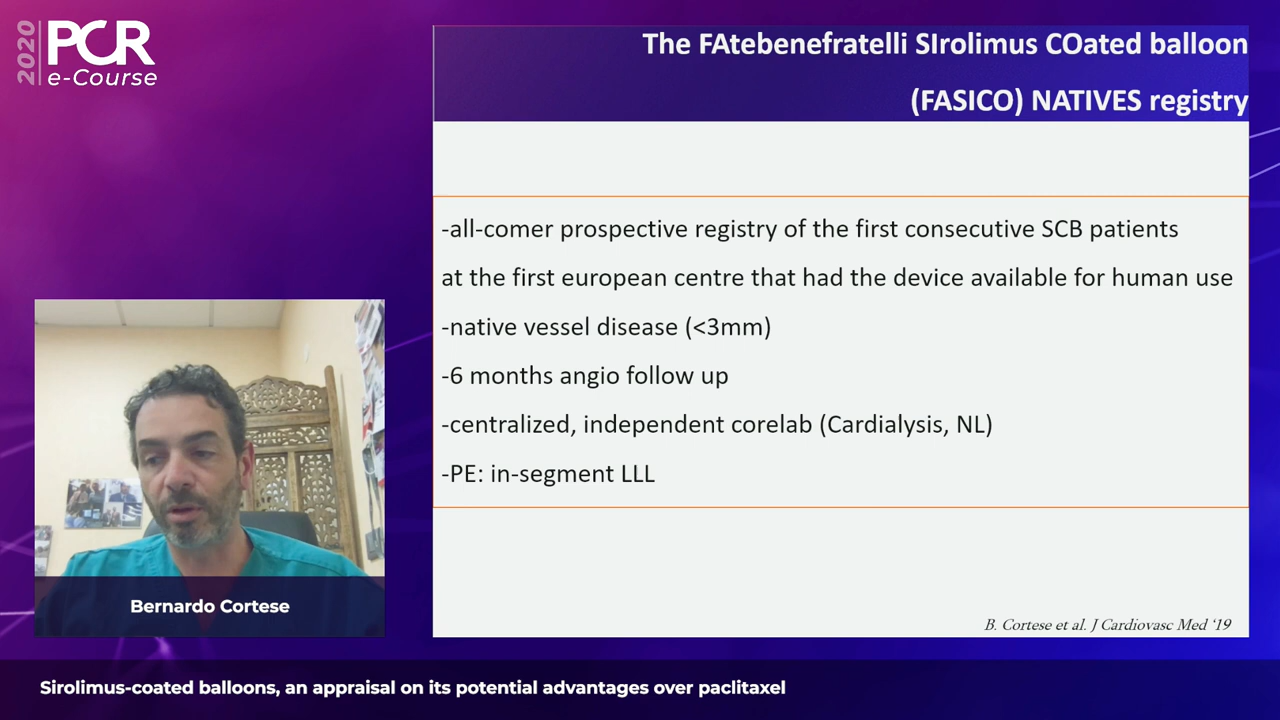 2020
PCR
e-Course
The FAtebenefratelli SIrolimus COated balloon
(FASICO) NATIVES registry
-all-comer prospective registry of the first consecutive SCB patients
at the first european centre that had the device available for human use
-native vessel disease (<3mm)
-6 months angio follow up
-centralized, independent corelab (Cardialysis, NL)
-PE: in-segment LLL
B. Cortese et al. J Cardiovasc Med ‘19
Bernardo Cortese
Sirolimus-coated balloons, an appraisal on its potential advantages over paclitaxel